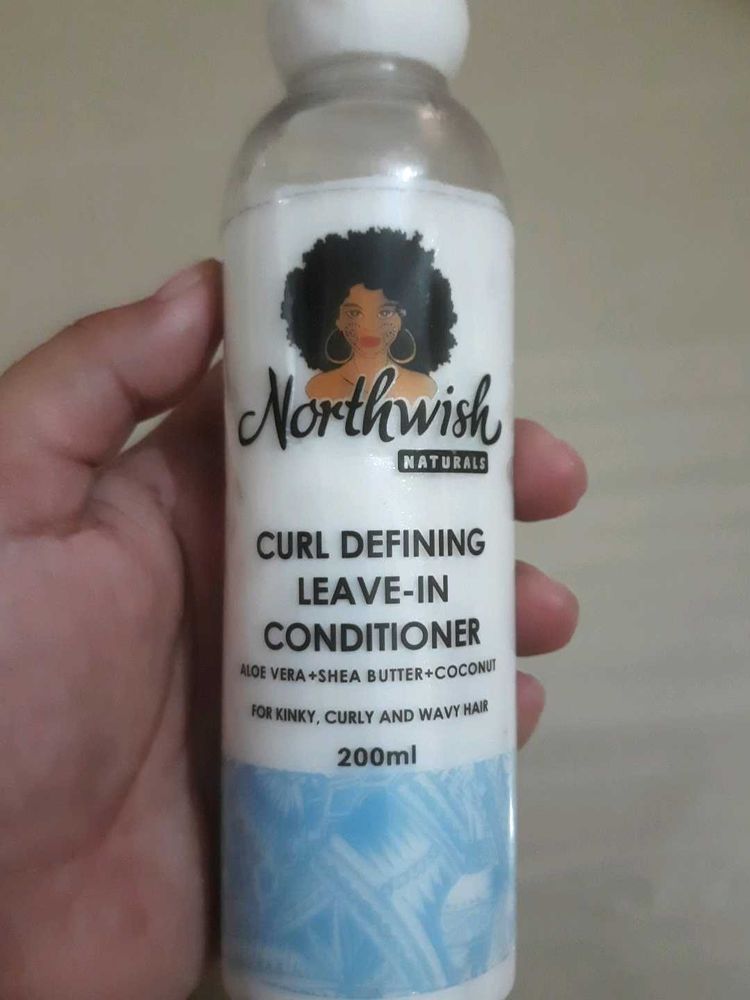 Northwish
NATURALS
CURL DEFINING
LEAVE-IN
CONDITIONER
ALOE VERA+SHEA BUTTER+COCONUT
FOR KINKY, CURLY AND WAVY HAIR
200ml